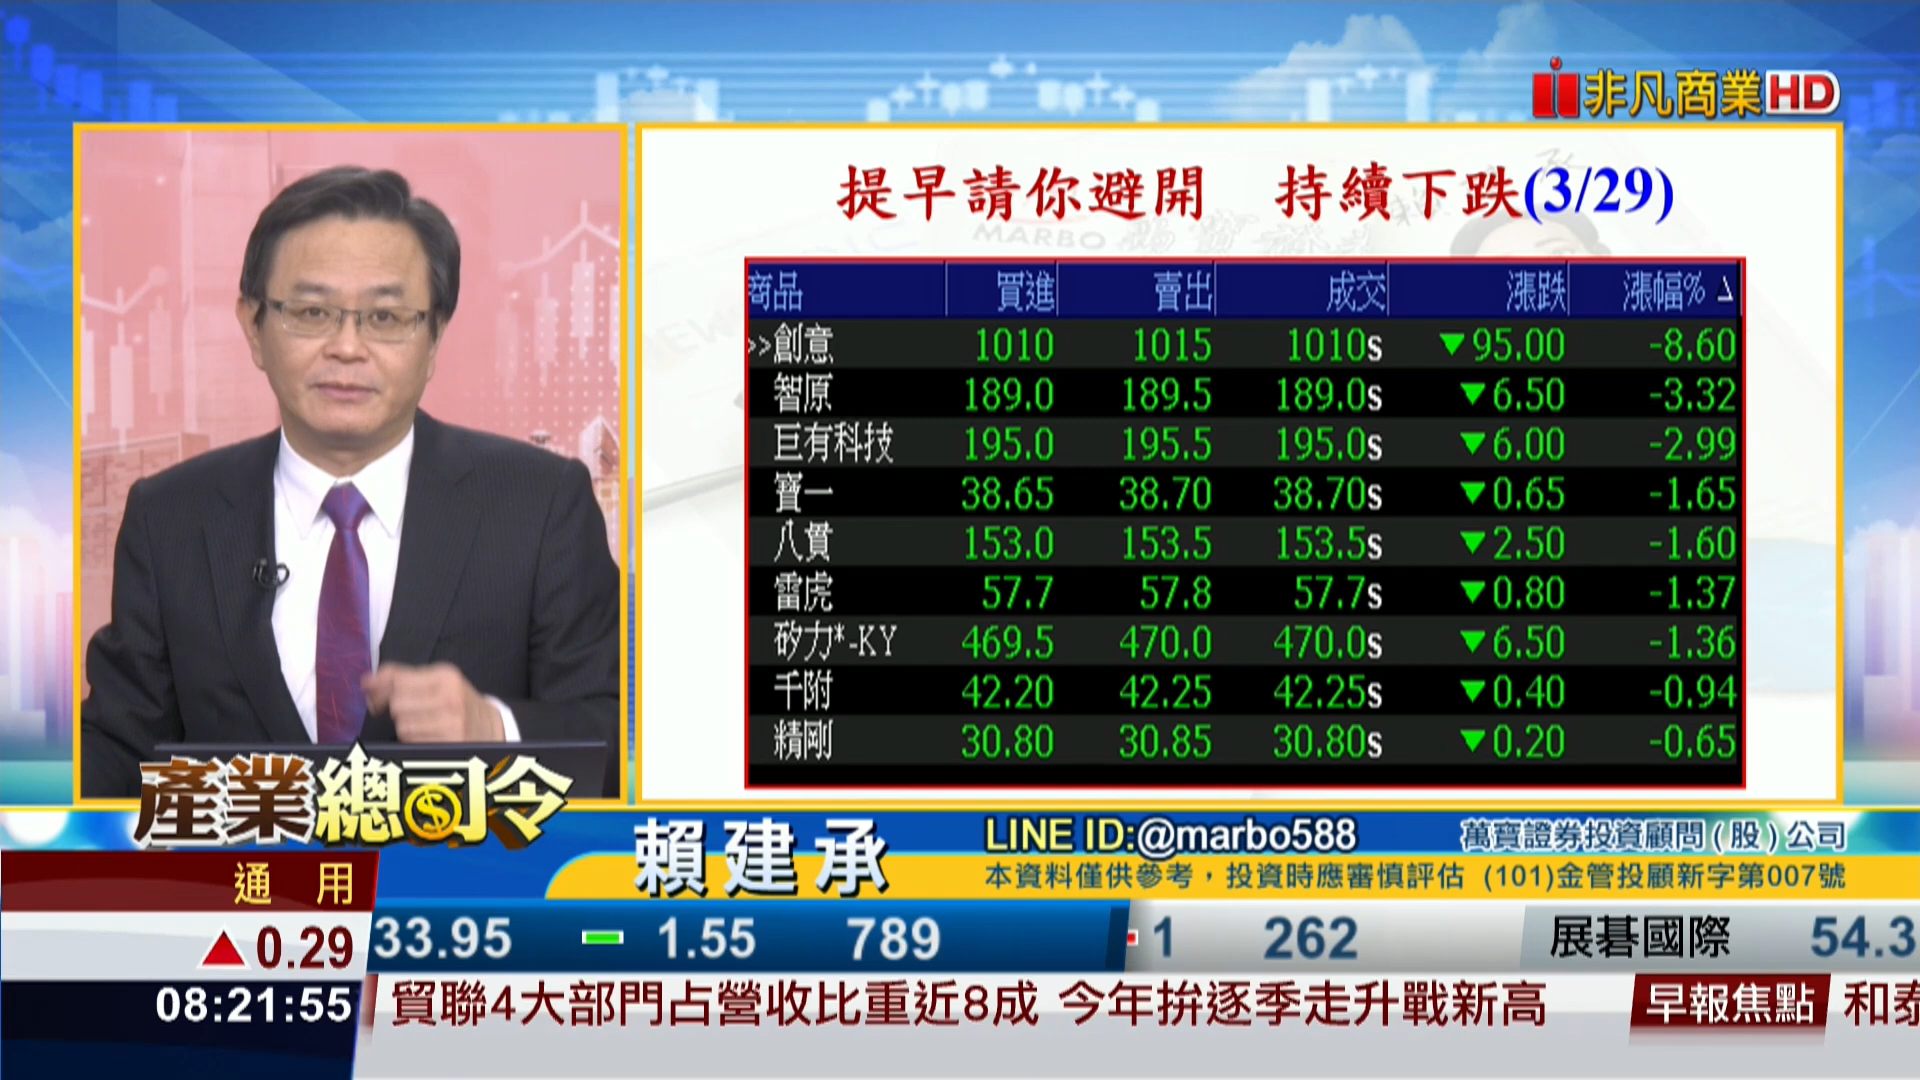 非凡商業HD
提早請你避開 持續下跌(3/29)
MARBO
商品 買進 賣出 成交 漲跌 漲幅% △
>>創意 1010 1015 1010s ▼95.00 -8.60
智原 189.0 189.5 189.0s ▼6.50 -3.32
巨有科技 195.0 195.5 195.0s ▼6.00 -2.99
寶一 38.65 38.70 38.70s ▼0.65 -1.65
八貫 153.0 153.5 153.5s ▼2.50 -1.60
雷虎 57.7 57.8 57.7s ▼0.80 -1.37
矽力*-KY 469.5 470.0 470.0s ▼6.50 -1.36
千附 42.20 42.25 42.25s ▼0.40 -0.94
精剛 30.80 30.85 30.80s ▼0.20 -0.65
產業總司令
賴建承
LINE ID:@marbo588 萬寶證券投資顧問(股)公司
本資料僅供參考，投資時應審慎評估 (101)金管投顧新字第007號
通 用
▲0.29 33.95 1.55 789 1 262 展碁國際 54.3
08:21:55 貿聯4大部門占營收比重近8成 今年拚逐季走升戰新高 早報焦點 和泰